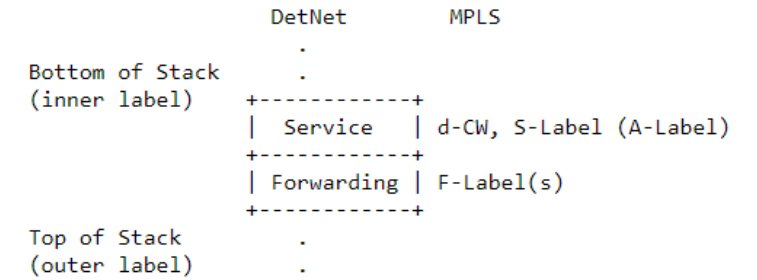 DetNet MPLS
.
Bottom of Stack .
(inner label) +------------+
| Service | d-CW, S-Label (A-Label)
+------------+
| Forwarding | F-Label(s)
+------------+
Top of Stack .
(outer label) .